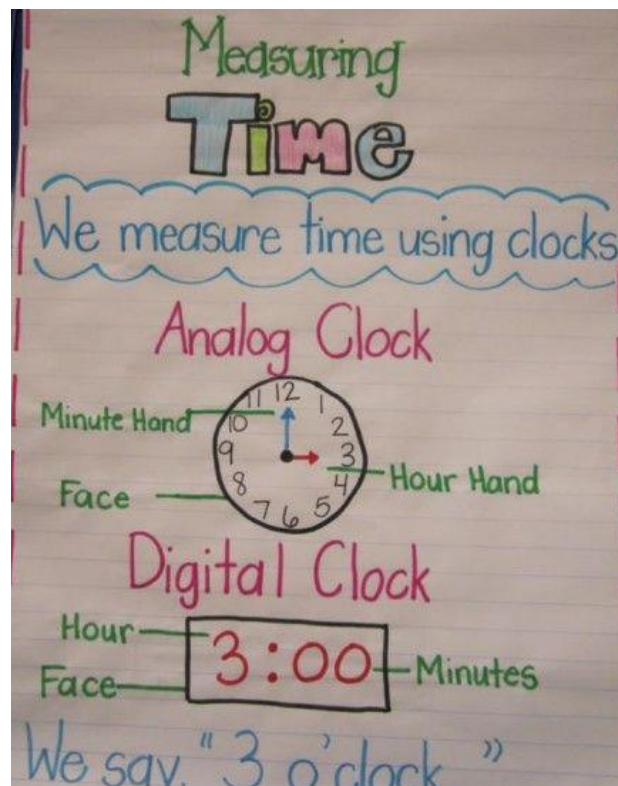 Measuring
Time
We measure time using clocks
Analog Clock
11 12 1
Minute Hand 10 2
9 3
8 4 Hour Hand
Face 7 6 5
Digital Clock
Hour 3:00 Minutes
Face
We say, "3 o'clock"